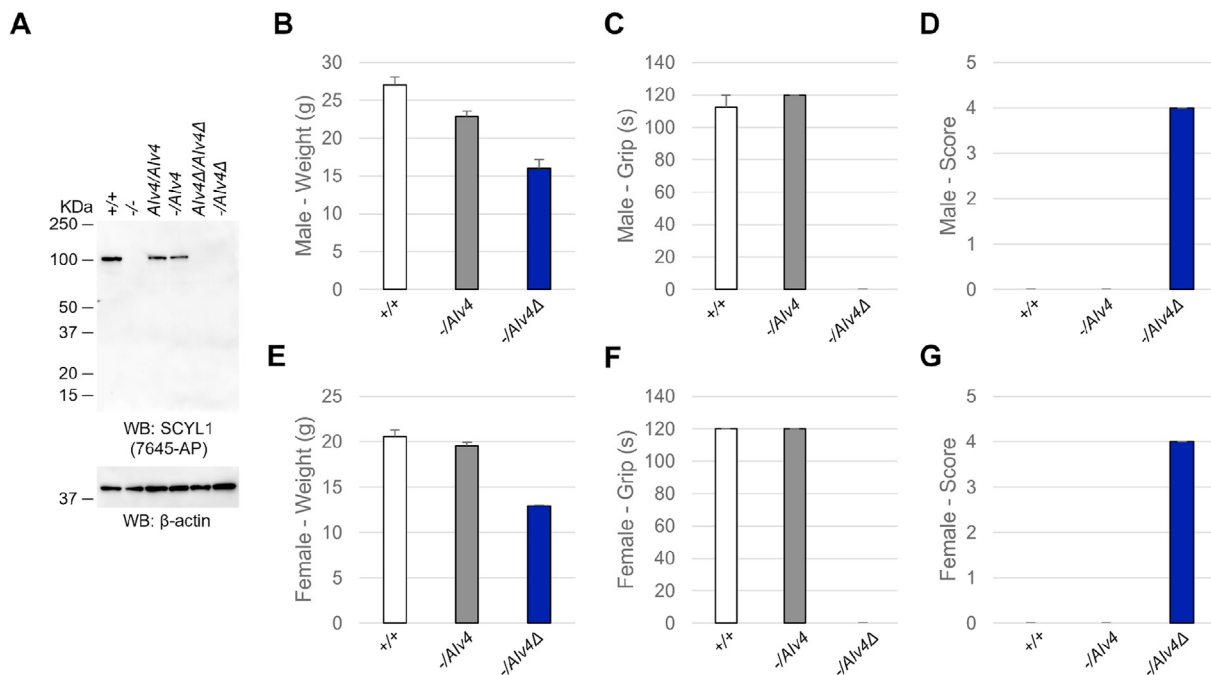 A
KDa
+/+
-/-
Alv4/Alv4
-/Alv4
Alv4Δ/Alv4Δ
-/Alv4Δ
250
100
50
37
20
15
WB: SCYL1
(7645-AP)
37
WB: β-actin
B
Male - Weight (g)
30
25
20
15
10
5
0
+/+
-/Alv4
-/Alv4Δ
C
Male - Grip (s)
140
120
100
80
60
40
20
0
+/+
-/Alv4
-/Alv4Δ
D
Male - Score
5
4
3
2
1
0
+/+
-/Alv4
-/Alv4Δ
E
Female - Weight (g)
25
20
15
10
5
0
+/+
-/Alv4
-/Alv4Δ
F
Female - Grip (s)
140
120
100
80
60
40
20
0
+/+
-/Alv4
-/Alv4Δ
G
Female - Score
5
4
3
2
1
0
+/+
-/Alv4
-/Alv4Δ